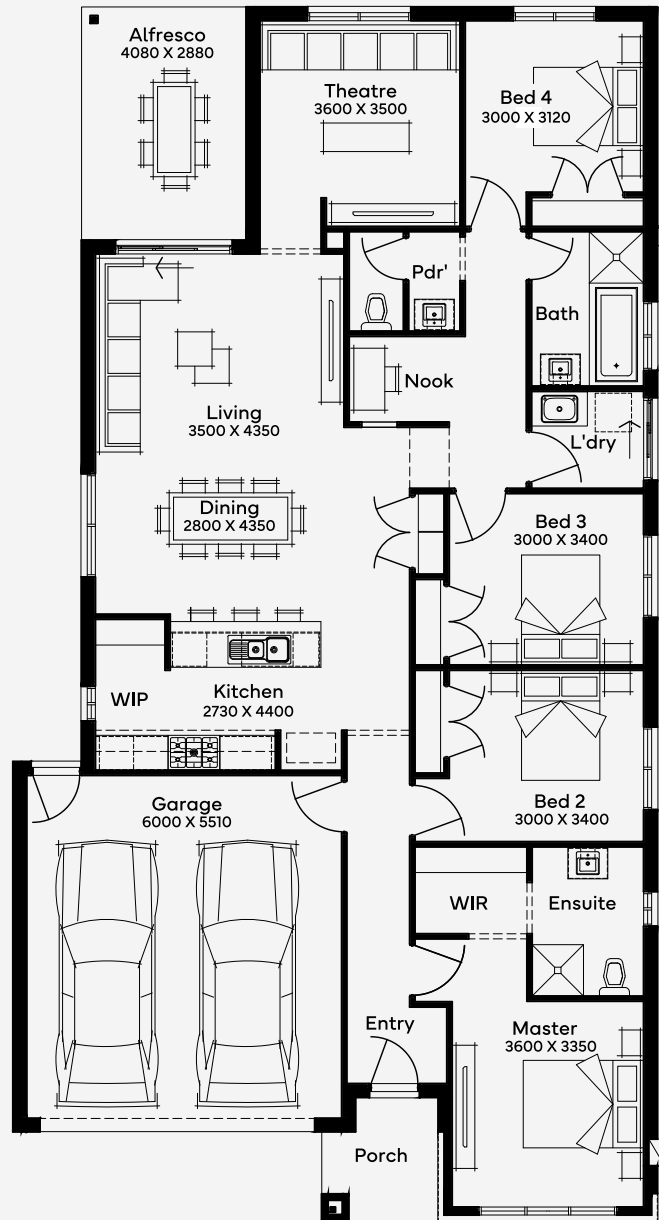 Alfresco
4080 X 2880
Theatre
3600 X 3500
Bed 4
3000 X 3120
Pdr'
Bath
Nook
Living
3500 X 4350
L'dry
Dining
2800 X 4350
Bed 3
3000 X 3400
WIP
Kitchen
2730 X 4400
Garage
6000 X 5510
Bed 2
3000 X 3400
WIR
Ensuite
Entry
Master
3600 X 3350
Porch